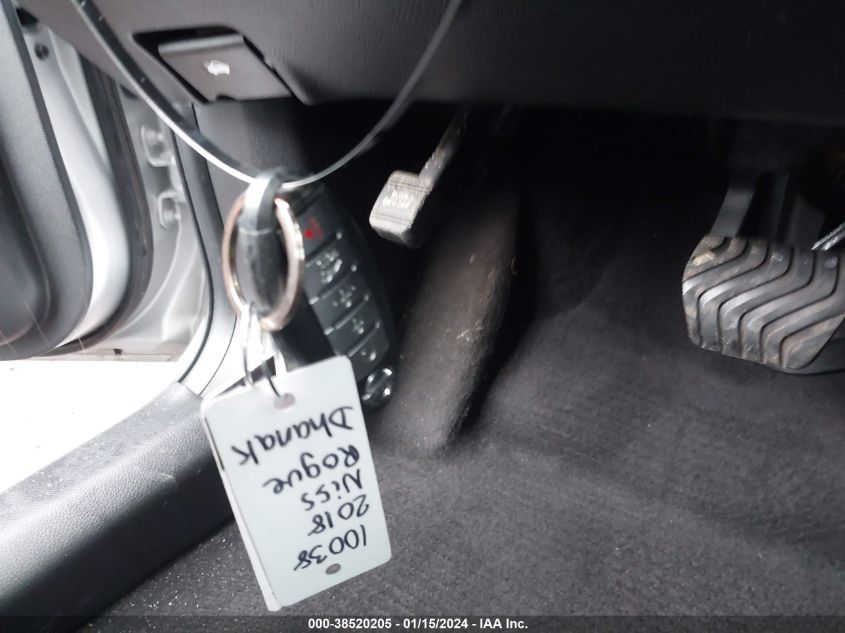 10038
2018
Niss
Rogue
Dhanak
000-38520205 - 01/15/2024 - IAA Inc.